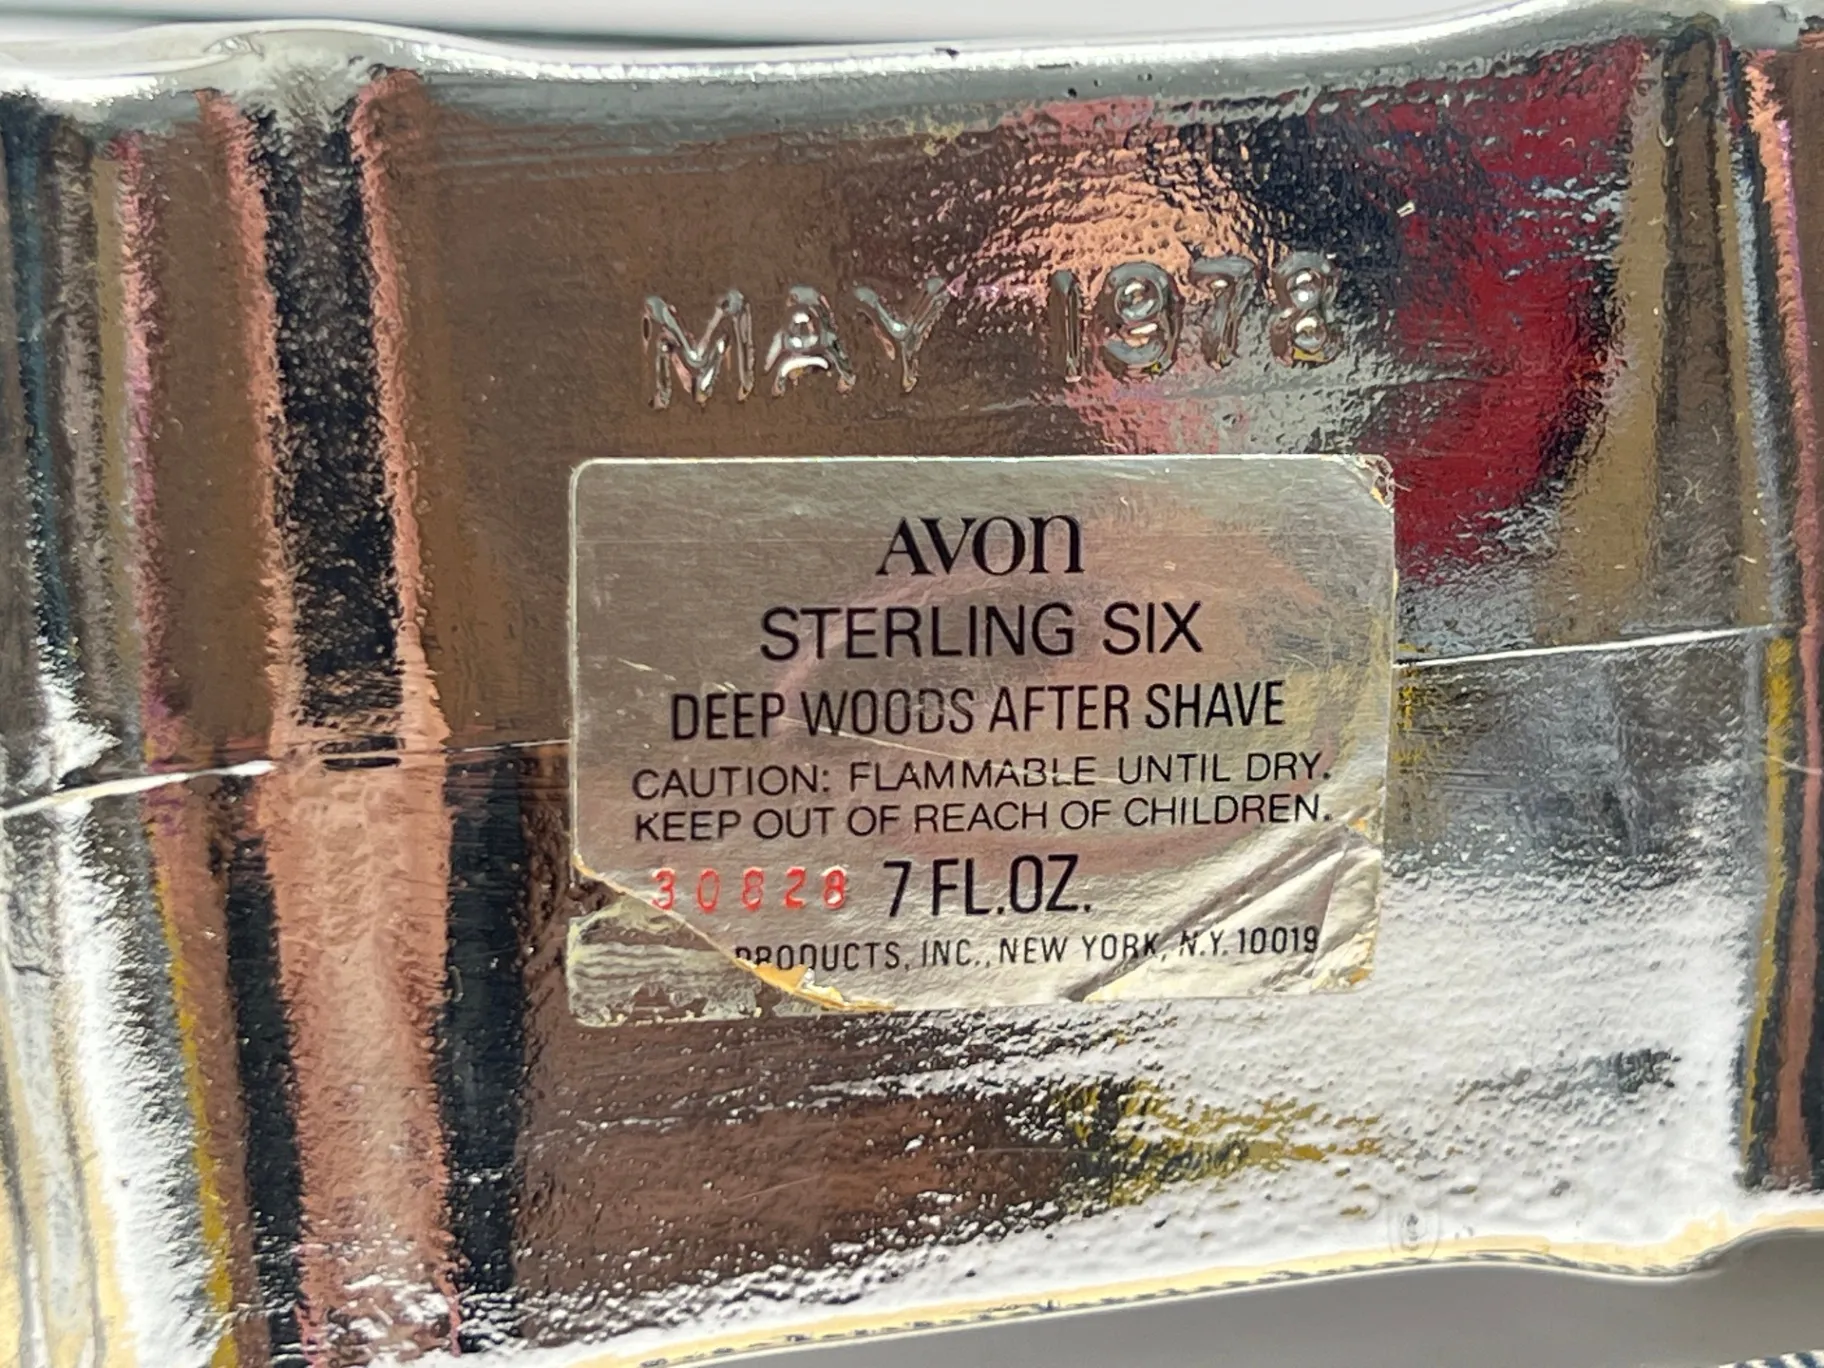 MAY 1978
AVON
STERLING SIX
DEEP WOODS AFTER SHAVE
CAUTION: FLAMMABLE UNTIL DRY.
KEEP OUT OF REACH OF CHILDREN.
30828 7 FL.OZ.
PRODUCTS, INC., NEW YORK, N.Y. 10019